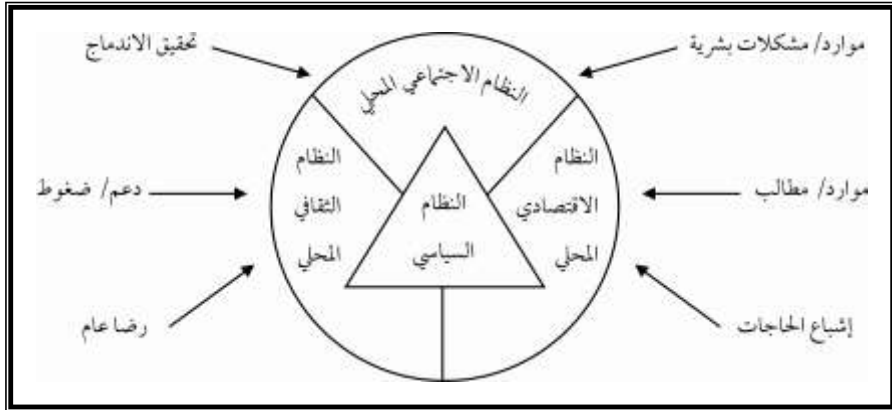 موارد/ مشكلات بشرية
تحقيق الاندماج
النظام الاجتماعي المحلي
النظام
الاقتصادي
المحلي
النظام
السياسي
النظام
الثقافي
المحلي
موارد/ مطالب
دعم/ ضغوط
إشباع الحاجات
رضا عام